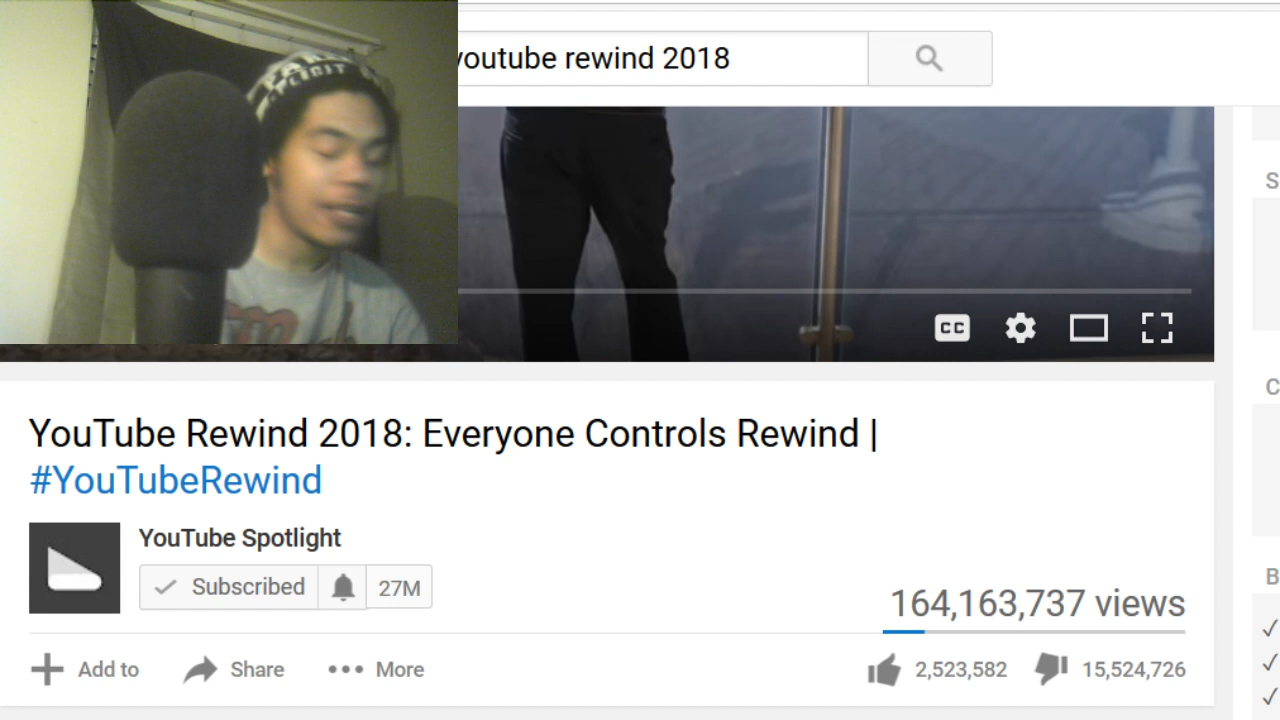 youtube rewind 2018
CC
S
C
YouTube Rewind 2018: Everyone Controls Rewind |
#YouTubeRewind
YouTube Spotlight
Subscribed 27M
B
164,163,737 views
Add to Share More 2,523,582 15,524,726